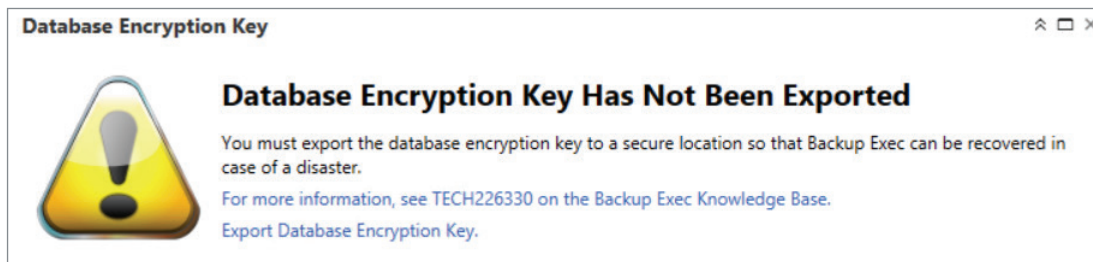 Database Encryption Key
Database Encryption Key Has Not Been Exported
You must export the database encryption key to a secure location so that Backup Exec can be recovered in
case of a disaster.
For more information, see TECH226330 on the Backup Exec Knowledge Base.
Export Database Encryption Key.